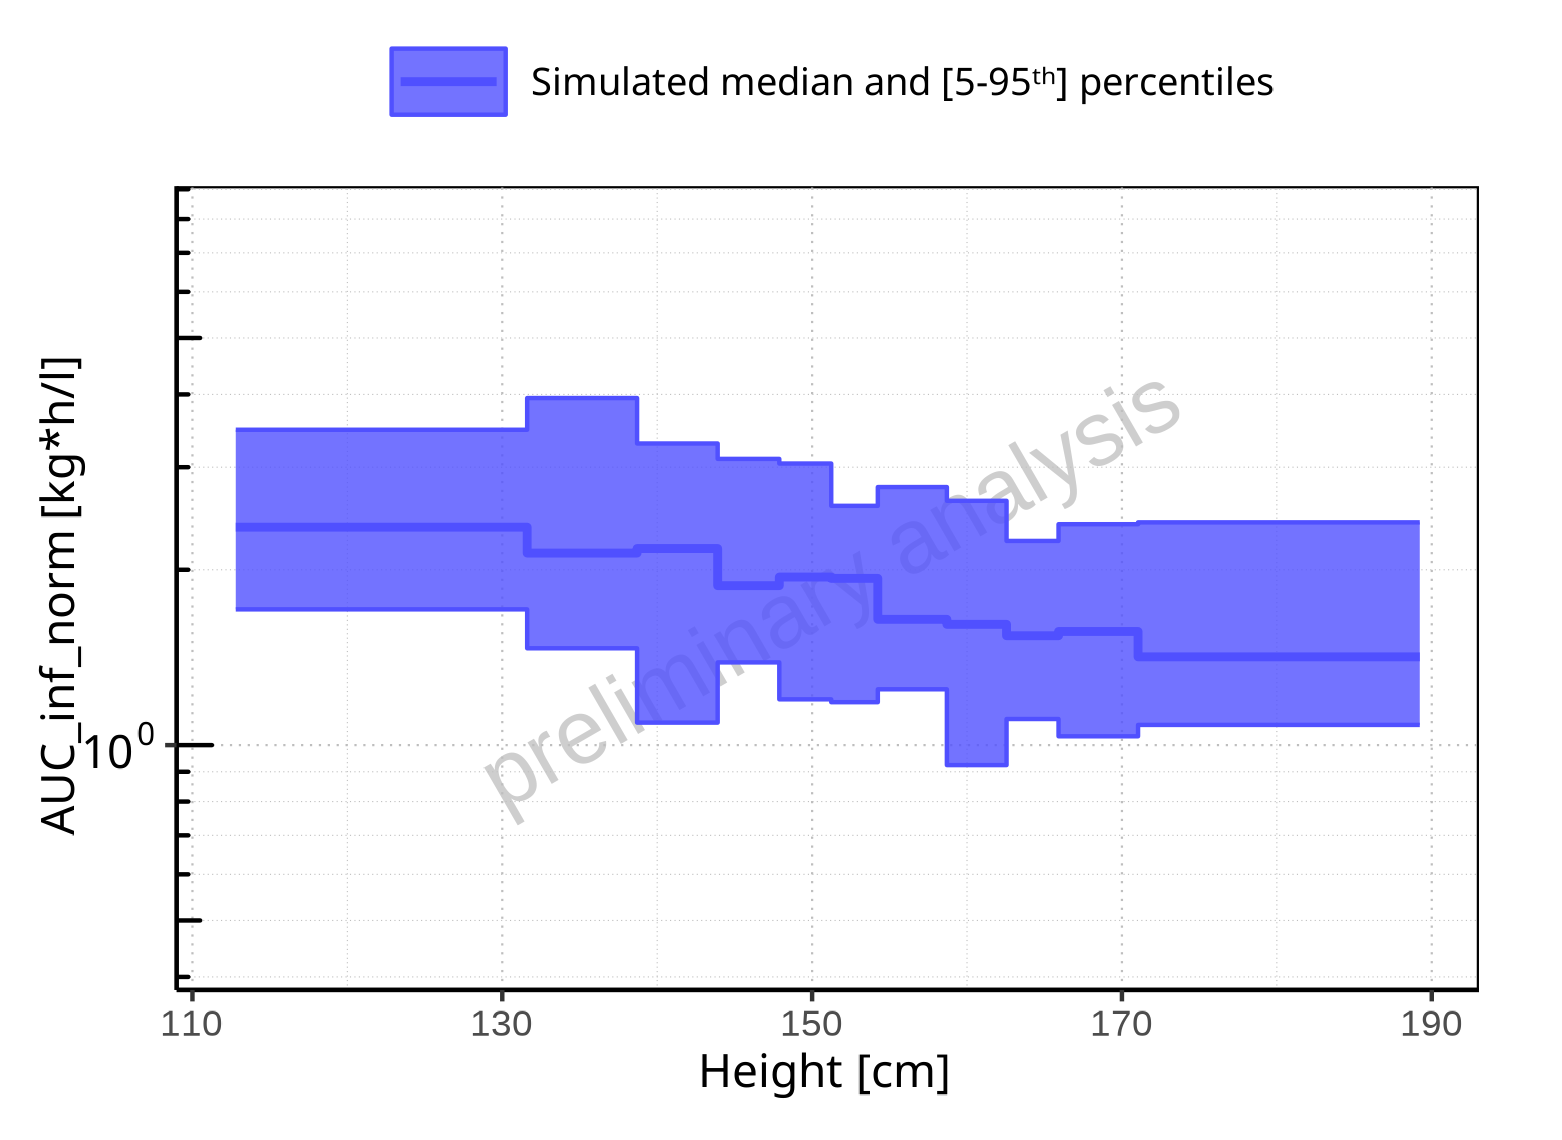 Simulated median and [5-95ᵗʰ] percentiles
AUC_inf_norm [kg*h/l]
10⁰
preliminary analysis
110 130 150 170 190
Height [cm]